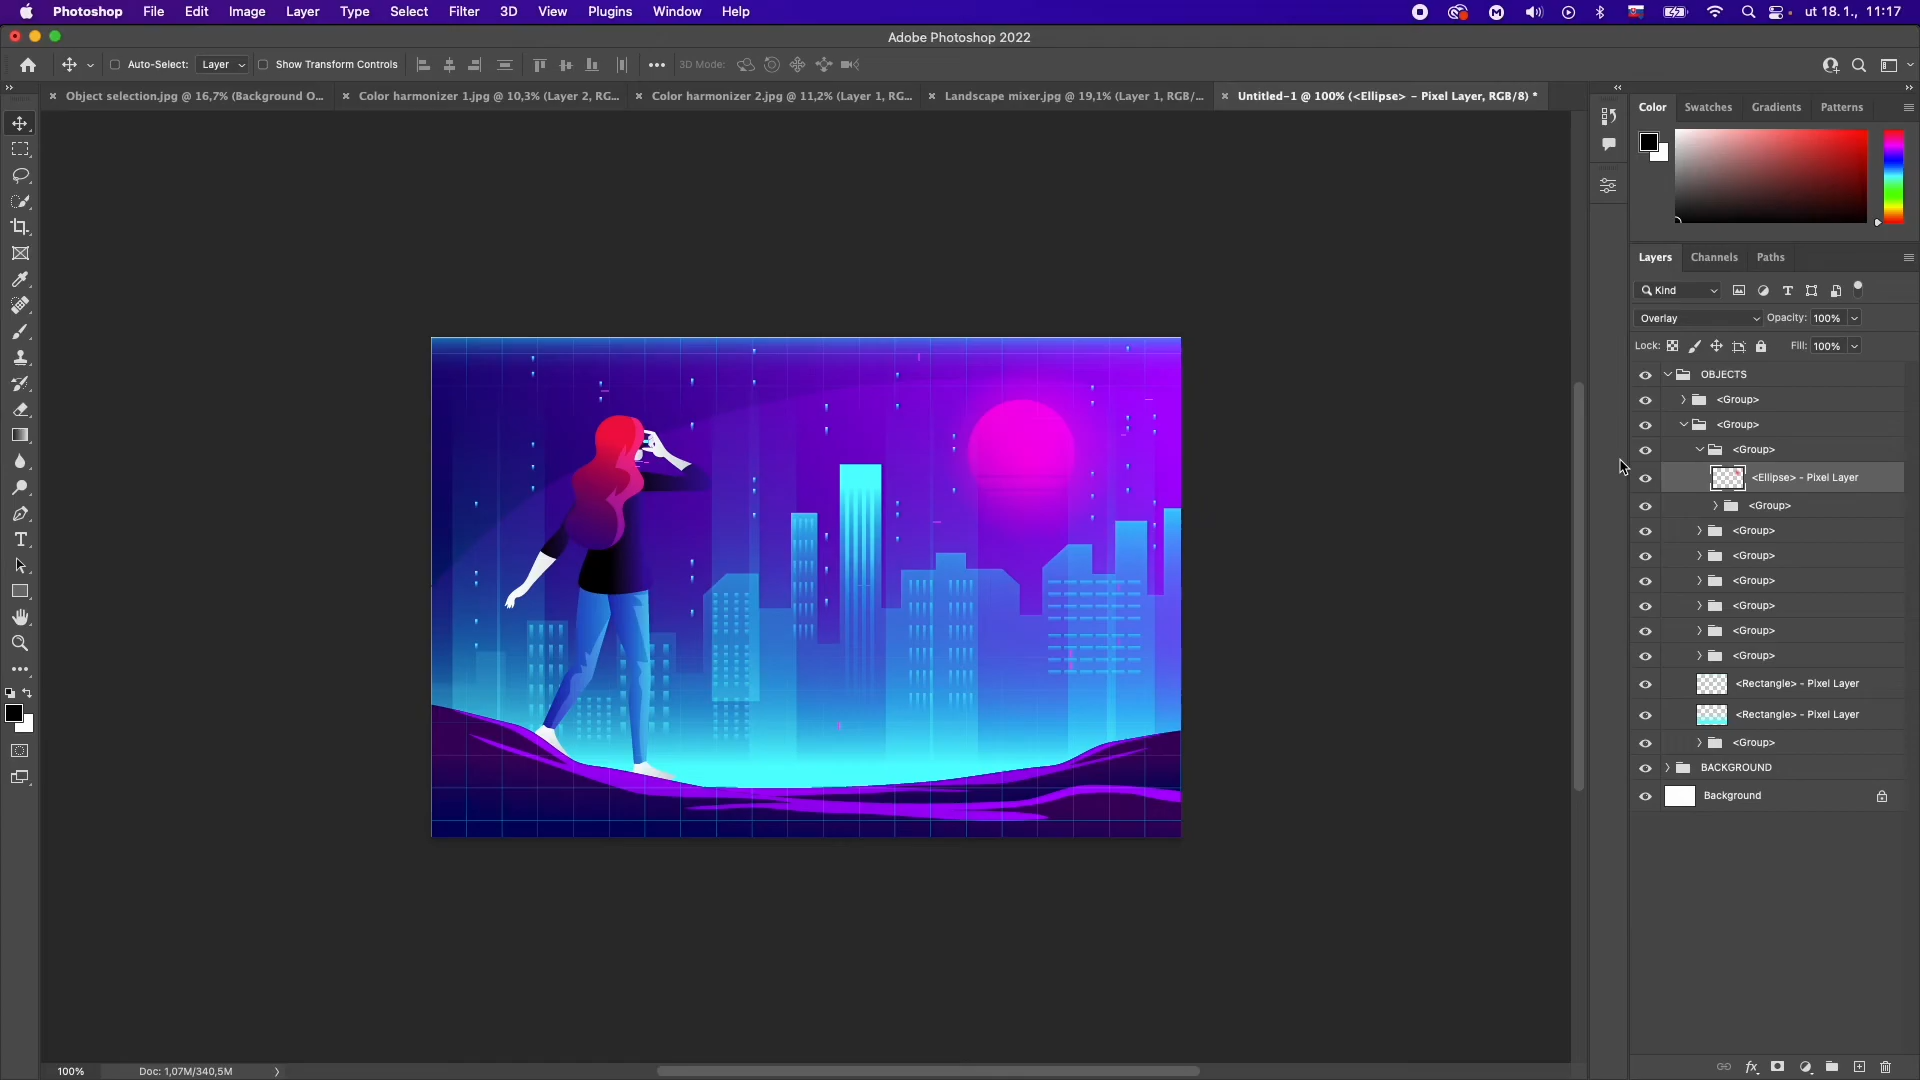 Photoshop File Edit Image Layer Type Select Filter 3D View Plugins Window Help ut 18. 1., 11:17
Adobe Photoshop 2022
Auto-Select: Layer Show Transform Controls 3D Mode:
Object selection.jpg @ 16,7% (Background O... Color harmonizer 1.jpg @ 10,3% (Layer 2, RG... Color harmonizer 2.jpg @ 11,2% (Layer 1, RG... Landscape mixer.jpg @ 19,1% (Layer 1, RGB/... Untitled-1 @ 100% (<Ellipse> - Pixel Layer, RGB/8) *
Color Swatches Gradients Patterns
Layers Channels Paths
Kind
Overlay Opacity: 100%
Lock: Fill: 100%
OBJECTS
<Group>
<Group>
<Group>
<Ellipse> - Pixel Layer
<Group>
<Group>
<Group>
<Group>
<Group>
<Group>
<Group>
<Rectangle> - Pixel Layer
<Rectangle> - Pixel Layer
<Group>
BACKGROUND
Background
100% Doc: 1,07M/340,5M